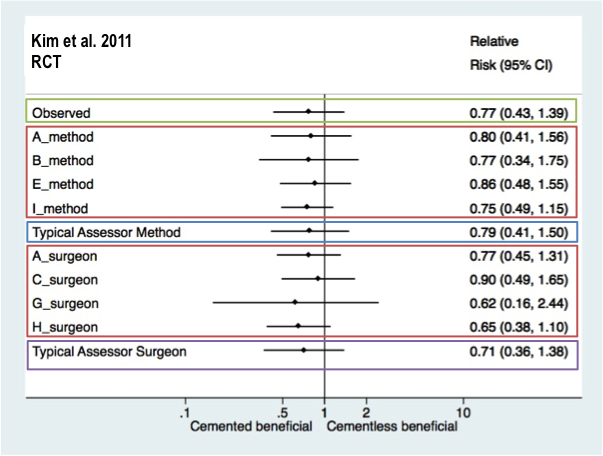 Kim et al. 2011
RCT
Relative
Risk (95% CI)
Observed 0.77 (0.43, 1.39)
A_method 0.80 (0.41, 1.56)
B_method 0.77 (0.34, 1.75)
E_method 0.86 (0.48, 1.55)
I_method 0.75 (0.49, 1.15)
Typical Assessor Method 0.79 (0.41, 1.50)
A_surgeon 0.77 (0.45, 1.31)
C_surgeon 0.90 (0.49, 1.65)
G_surgeon 0.62 (0.16, 2.44)
H_surgeon 0.65 (0.38, 1.10)
Typical Assessor Surgeon 0.71 (0.36, 1.38)
.1 .5 1 2 10
Cemented beneficial Cementless beneficial